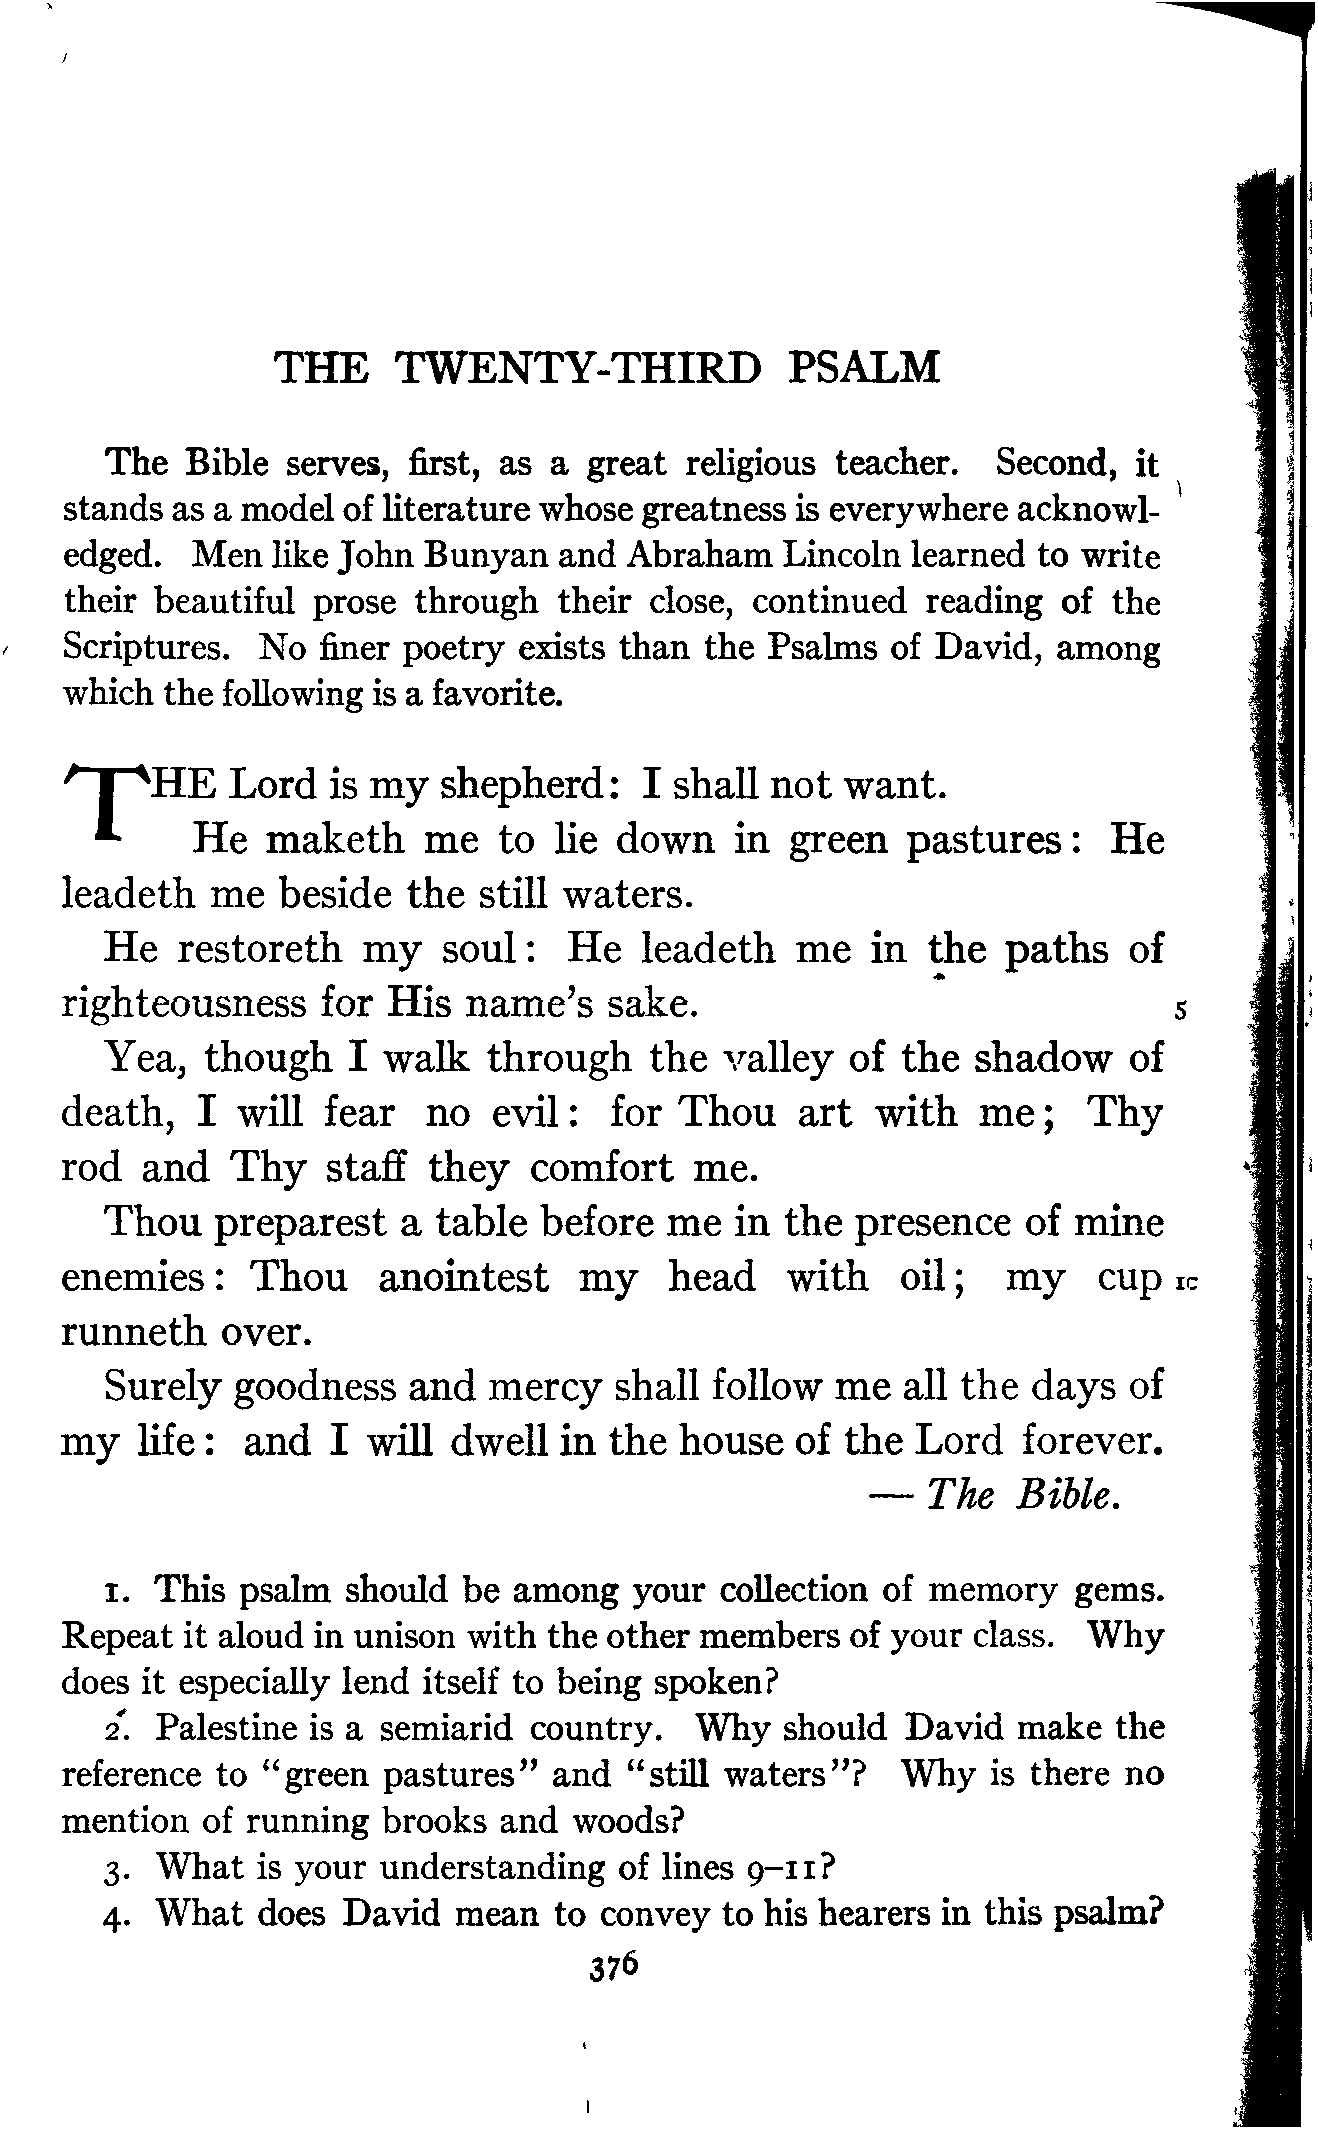 THE TWENTY-THIRD PSALM
The Bible serves, first, as a great religious teacher. Second, it
stands as a model of literature whose greatness is everywhere acknowl-
edged. Men like John Bunyan and Abraham Lincoln learned to write
their beautiful prose through their close, continued reading of the
Scriptures. No finer poetry exists than the Psalms of David, among
which the following is a favorite.
THE Lord is my shepherd: I shall not want.
He maketh me to lie down in green pastures: He
leadeth me beside the still waters.
He restoreth my soul: He leadeth me in the paths of
righteousness for His name's sake. 5
Yea, though I walk through the valley of the shadow of
death, I will fear no evil: for Thou art with me; Thy
rod and Thy staff they comfort me.
Thou preparest a table before me in the presence of mine
enemies: Thou anointest my head with oil; my cup 10
runneth over.
Surely goodness and mercy shall follow me all the days of
my life: and I will dwell in the house of the Lord forever.
— The Bible.
1. This psalm should be among your collection of memory gems.
Repeat it aloud in unison with the other members of your class. Why
does it especially lend itself to being spoken?
2. Palestine is a semiarid country. Why should David make the
reference to "green pastures" and "still waters"? Why is there no
mention of running brooks and woods?
3. What is your understanding of lines 9–11?
4. What does David mean to convey to his hearers in this psalm?
376